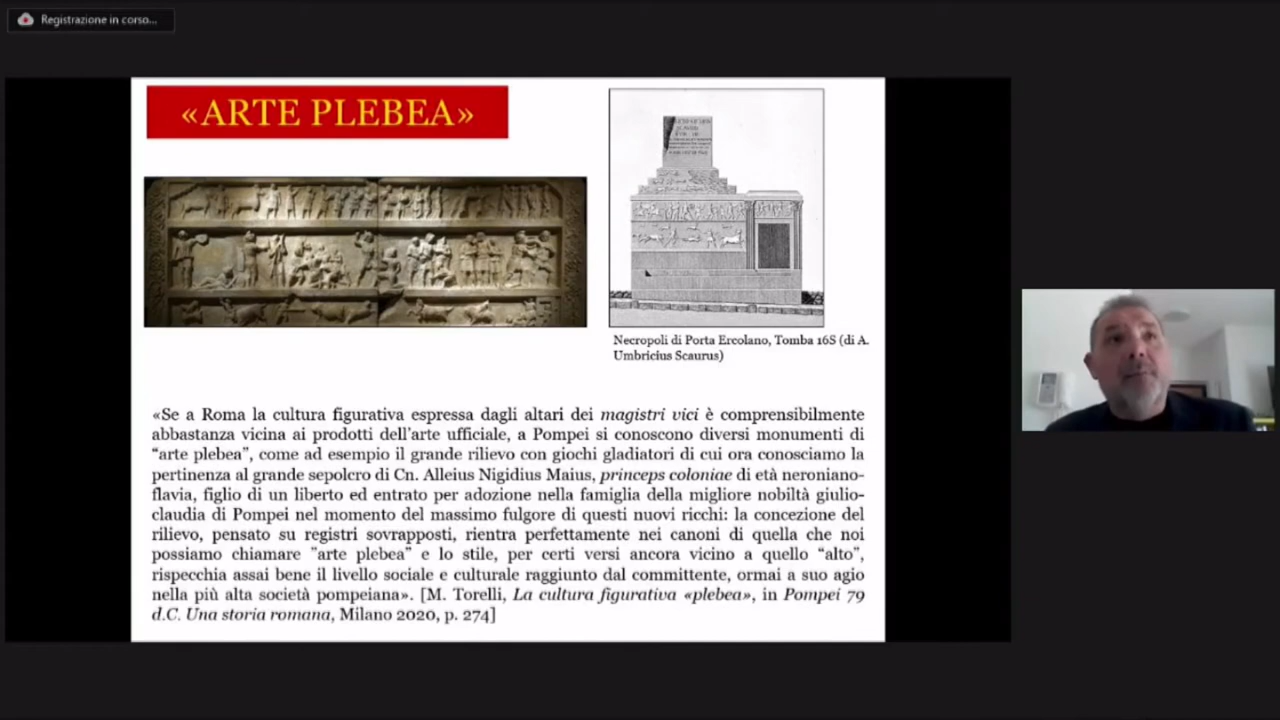 Registrazione in corso...
«ARTE PLEBEA»
Necropoli di Porta Ercolano, Tomba 16S (di A.
Umbricius Scaurus)
«Se a Roma la cultura figurativa espressa dagli altari dei magistri vici è comprensibilmente
abbastanza vicina ai prodotti dell'arte ufficiale, a Pompei si conoscono diversi monumenti di
“arte plebea”, come ad esempio il grande rilievo con giochi gladiatori di cui ora conosciamo la
pertinenza al grande sepolcro di Cn. Alleius Nigidius Maius, princeps coloniae di età neroniano-
flavia, figlio di un liberto ed entrato per adozione nella famiglia della migliore nobiltà giulio-
claudia di Pompei nel momento del massimo fulgore di questi nuovi ricchi: la concezione del
rilievo, pensato su registri sovrapposti, rientra perfettamente nei canoni di quella che noi
possiamo chiamare ”arte plebea” e lo stile, per certi versi ancora vicino a quello “alto”,
rispecchia assai bene il livello sociale e culturale raggiunto dal committente, ormai a suo agio
nella più alta società pompeiana». [M. Torelli, La cultura figurativa «plebea», in Pompei 79
d.C. Una storia romana, Milano 2020, p. 274]